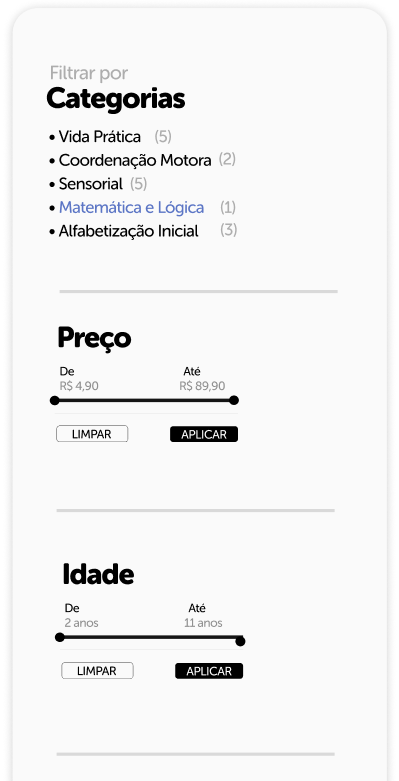 Filtrar por
Categorias
• Vida Prática (5)
• Coordenação Motora (2)
• Sensorial (5)
• Matemática e Lógica (1)
• Alfabetização Inicial (3)
Preço
De Até
R$ 4,90 R$ 89,90
LIMPAR APLICAR
Idade
De Até
2 anos 11 anos
LIMPAR APLICAR